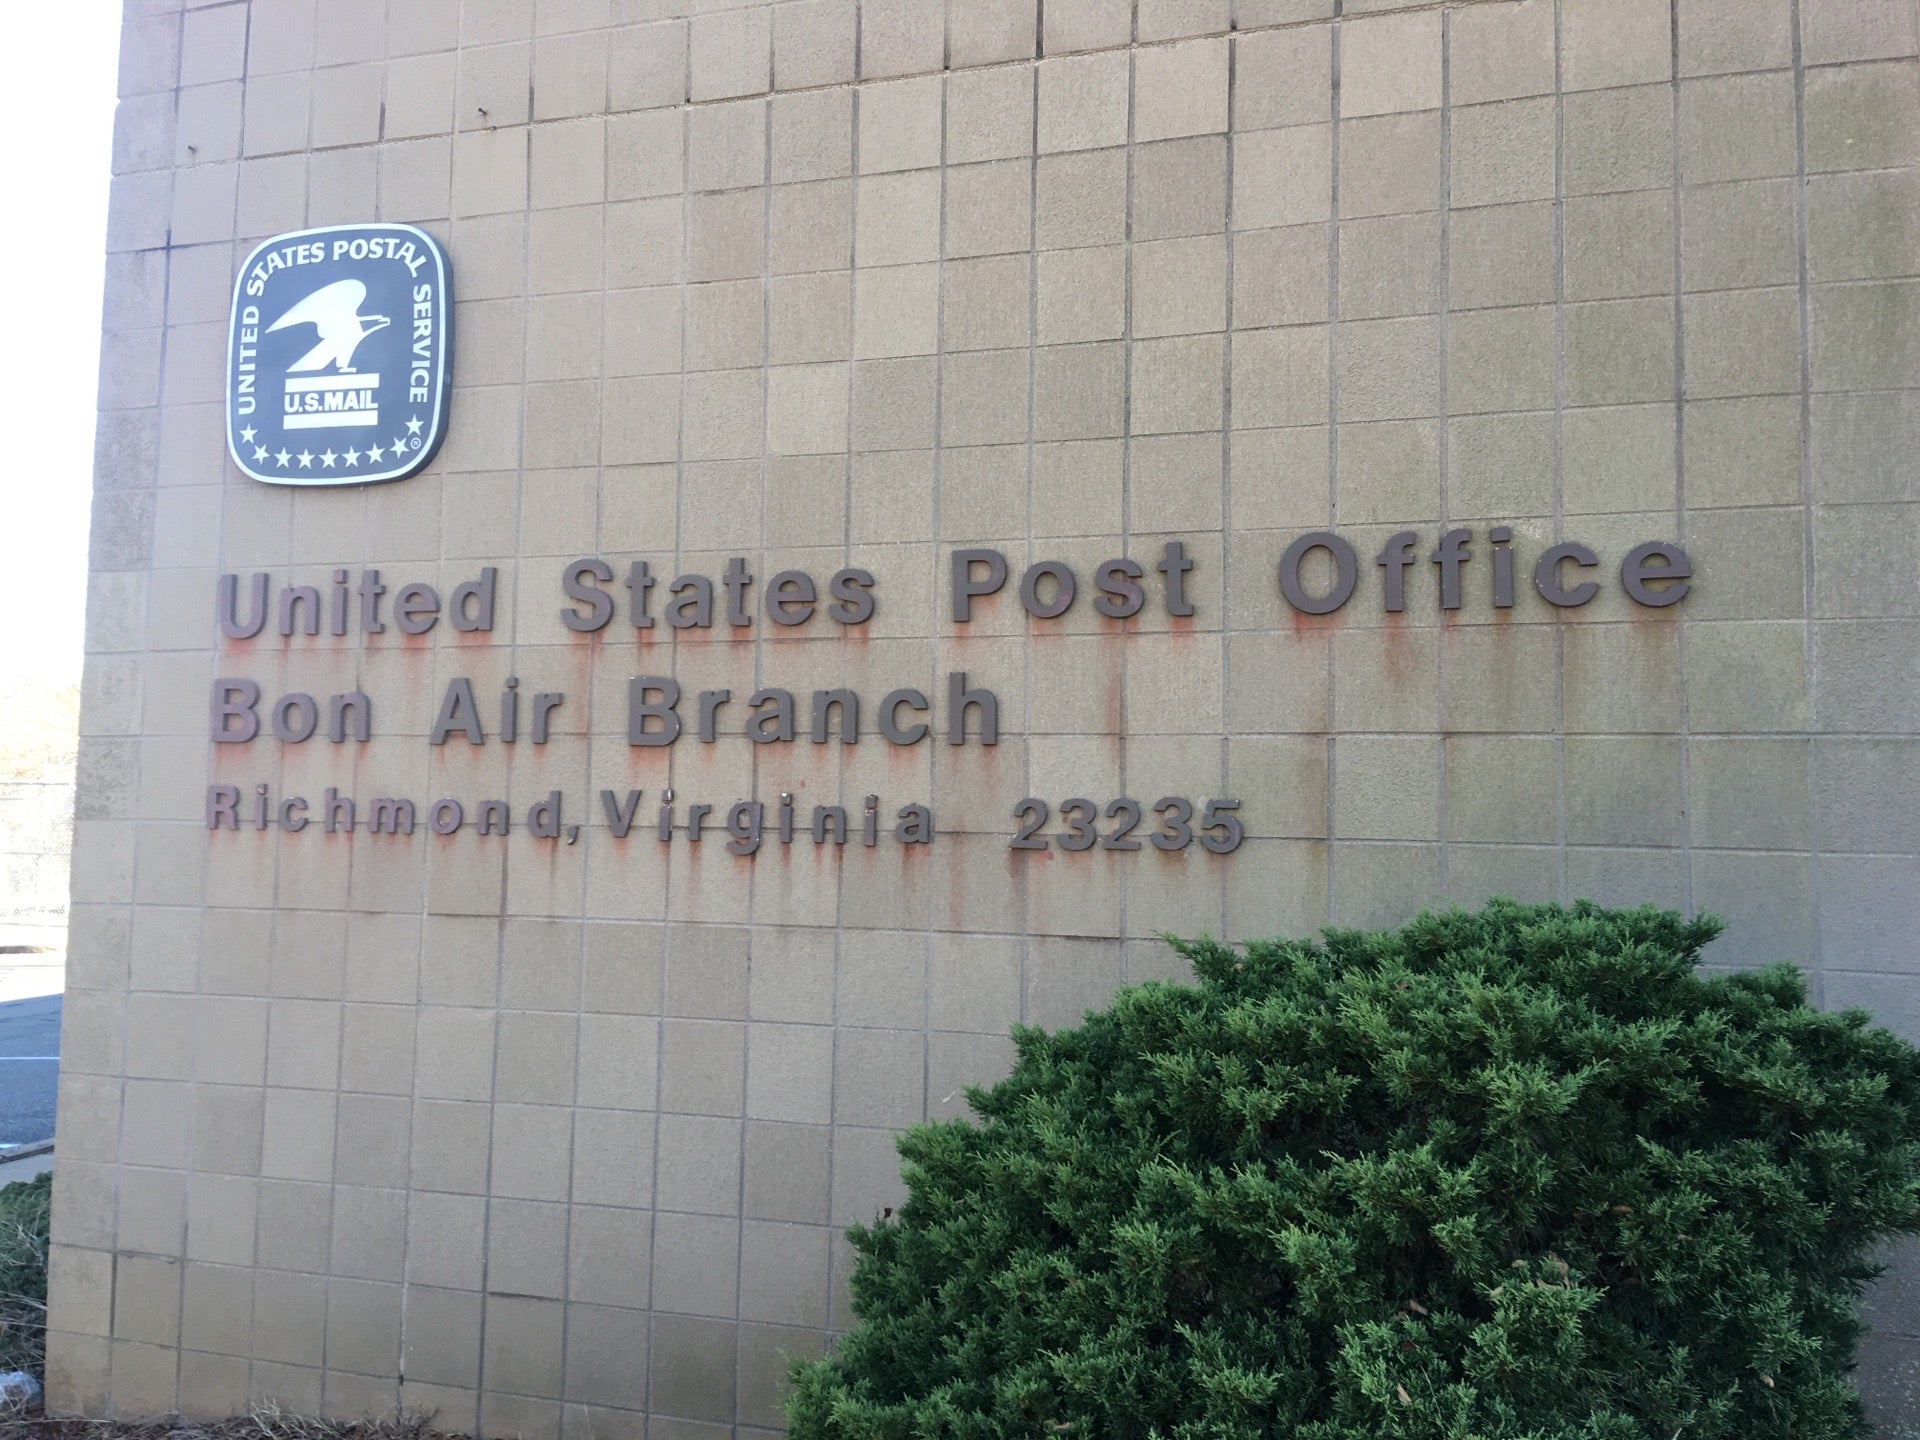 UNITED STATES POSTAL SERVICE
U.S.MAIL
®
United States Post Office
Bon Air Branch
Richmond, Virginia 23235